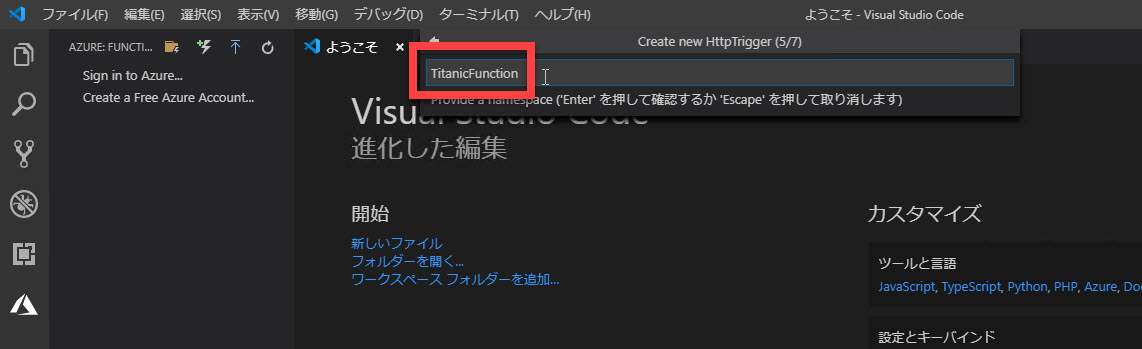 ファイル(F) 編集(E) 選択(S) 表示(V) 移動(G) デバッグ(D) ターミナル(T) ヘルプ(H) ようこそ - Visual Studio Code
AZURE: FUNCTI...
ようこそ ×
Create new HttpTrigger (5/7)
TitanicFunction
Provide a namespace ('Enter' を押して確認するか 'Escape' を押して取り消します)
Sign in to Azure...
Create a Free Azure Account...
Visual Studio Code
進化した編集
開始
新しいファイル
フォルダーを開く...
ワークスペース フォルダーを追加...
カスタマイズ
ツールと言語
JavaScript, TypeScript, Python, PHP, Azure, Doc
設定とキーバインド